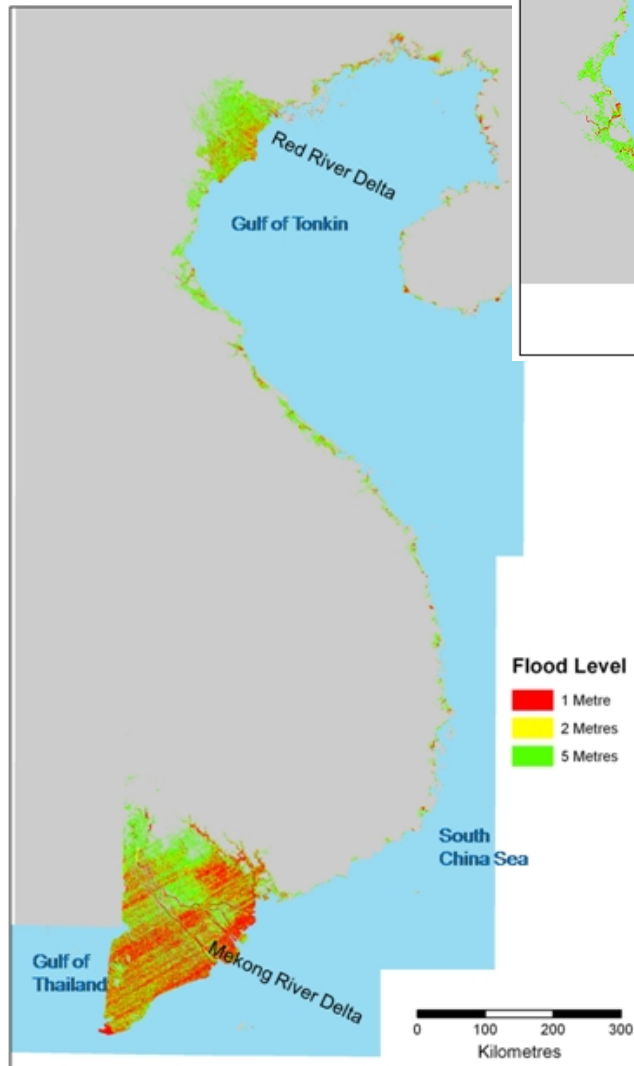 Red River Delta
Gulf of Tonkin
Flood Level
1 Metre
2 Metres
5 Metres
South
China Sea
Gulf of
Thailand
Mekong River Delta
0 100 200 300
Kilometres